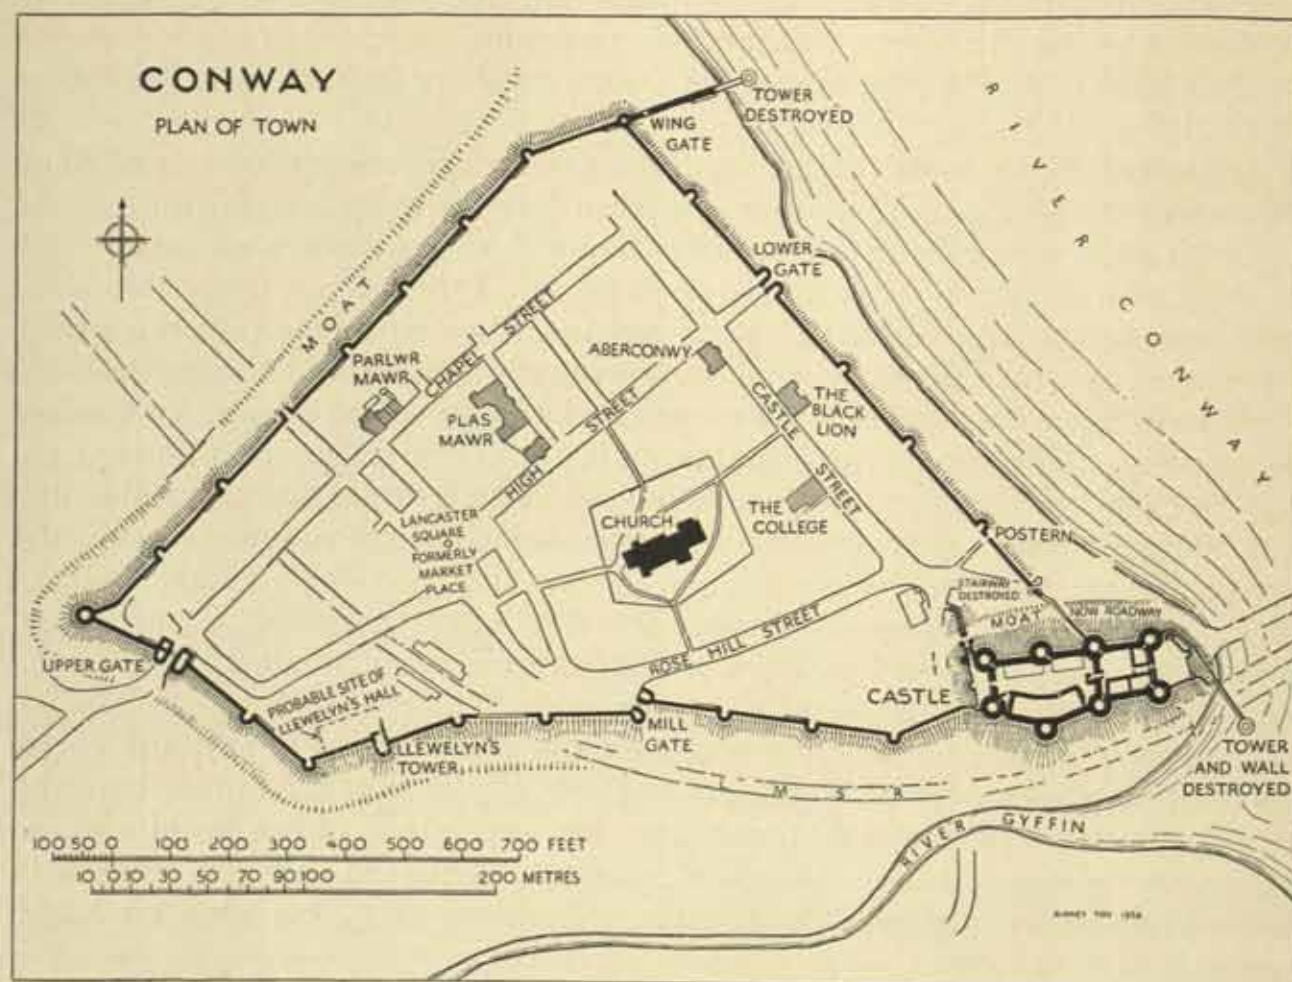 CONWAY
PLAN OF TOWN
TOWER
DESTROYED
WING
GATE
RIVER CONWAY
LOWER
GATE
MOAT
PARLWR
MAWR
CHAPEL STREET
ABERCONWY
PLAS
MAWR
HIGH STREET
THE
BLACK
LION
CASTLE STREET
LANCASTER
SQUARE
FORMERLY
MARKET
PLACE
CHURCH
THE
COLLEGE
POSTERN
STAIRWAY
DESTROYED
MOAT
NOW ROADWAY
ROSE HILL STREET
UPPER GATE
PROBABLE SITE OF
LLEWELYN'S HALL
CASTLE
LLEWELYN'S
TOWER
MILL
GATE
TOWER
AND WALL
DESTROYED
L M S R
RIVER GYFFIN
100 50 0 100 200 300 400 500 600 700 FEET
10 0 10 30 50 70 90 100 200 METRES